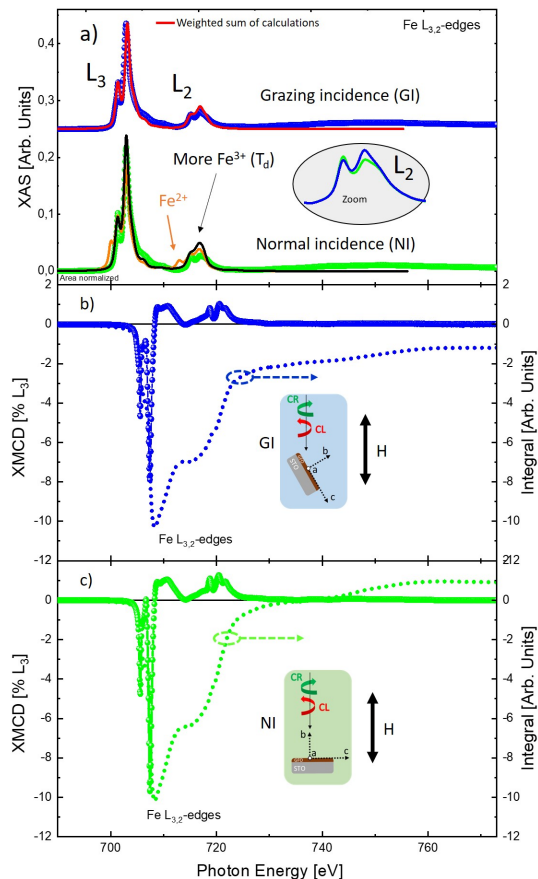 0,4
a)
Weighted sum of calculations
Fe L3,2-edges
L3
L2
Grazing incidence (GI)
0,3
XAS [Arb. Units]
0,2
More Fe3+ (Td)
L2
Fe2+
Zoom
0,1
Normal incidence (NI)
0,0
Area normalized
2
2
b)
0
0
-2
-2
XMCD [% L3]
Integral [Arb. Units]
CR
CL
-4
-4
GI
b
H
a
STO
-6
-6
c
-8
-8
-10
-10
Fe L3,2-edges
-12
2
-12
c)
0
0
-2
-2
XMCD [% L3]
Integral [Arb. Units]
CR
-4
-4
CL
NI
b
H
-6
-6
a
c
STO
-8
-8
-10
-10
Fe L3,2-edges
-12
-12
700
720
740
760
Photon Energy [eV]